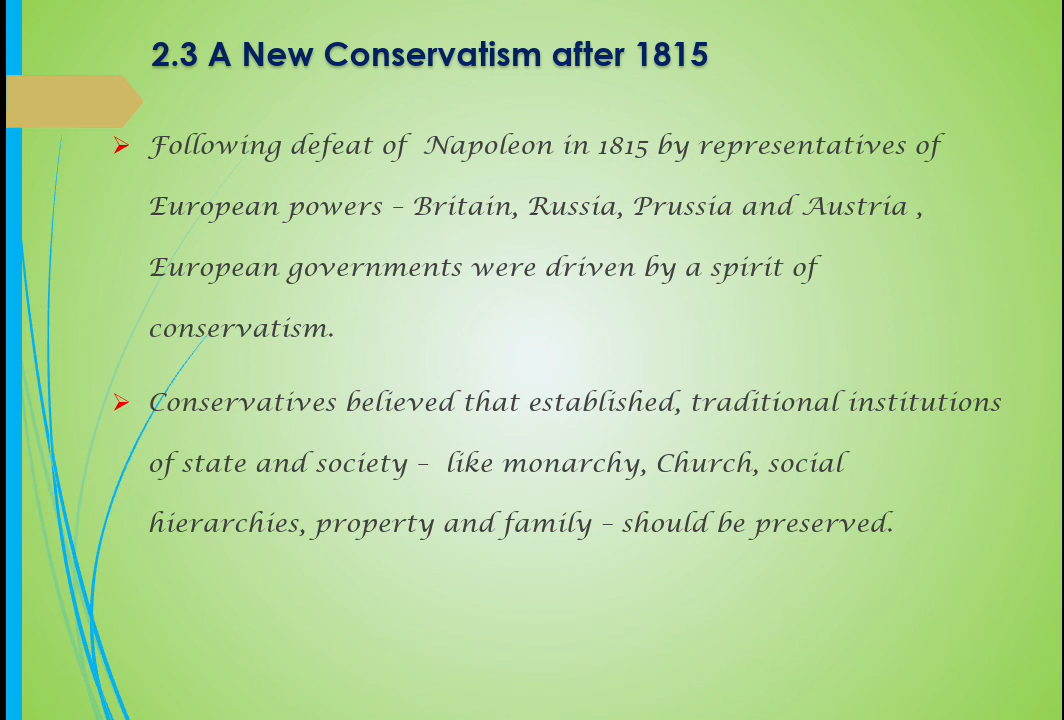 2.3 A New Conservatism after 1815
Following defeat of Napoleon in 1815 by representatives of
European powers – Britain, Russia, Prussia and Austria ,
European governments were driven by a spirit of
conservatism.
Conservatives believed that established, traditional institutions
of state and society – like monarchy, Church, social
hierarchies, property and family – should be preserved.